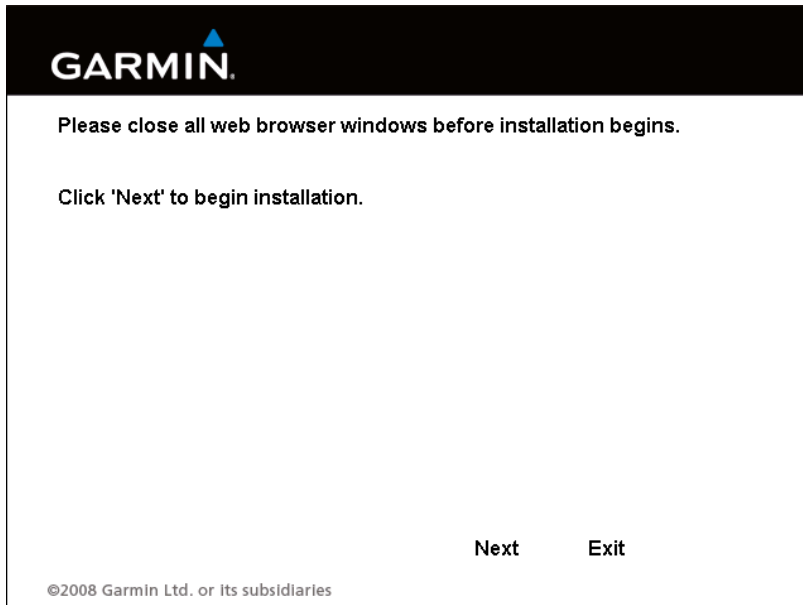 GARMIN.
Please close all web browser windows before installation begins.
Click 'Next' to begin installation.
Next Exit
©2008 Garmin Ltd. or its subsidiaries